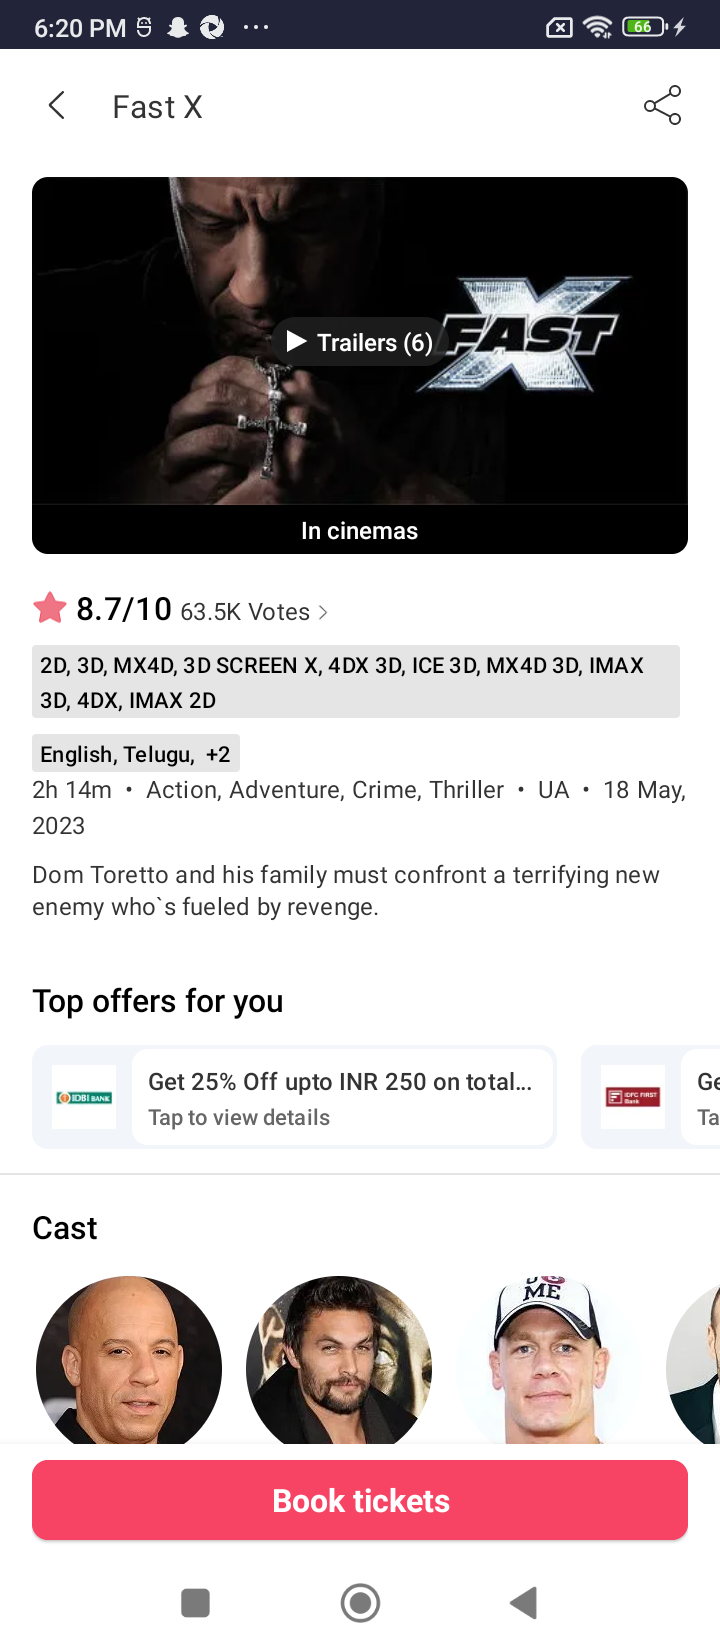 6:20 PM
66
Fast X
FAST X
Trailers (6)
In cinemas
8.7/10 63.5K Votes
2D, 3D, MX4D, 3D SCREEN X, 4DX 3D, ICE 3D, MX4D 3D, IMAX
3D, 4DX, IMAX 2D
English, Telugu, +2
2h 14m • Action, Adventure, Crime, Thriller • UA • 18 May,
2023
Dom Toretto and his family must confront a terrifying new
enemy who`s fueled by revenge.
Top offers for you
IDBI BANK
Get 25% Off upto INR 250 on total...
Tap to view details
IDFC FIRST
Bank
Ge
Ta
Cast
ME
Book tickets